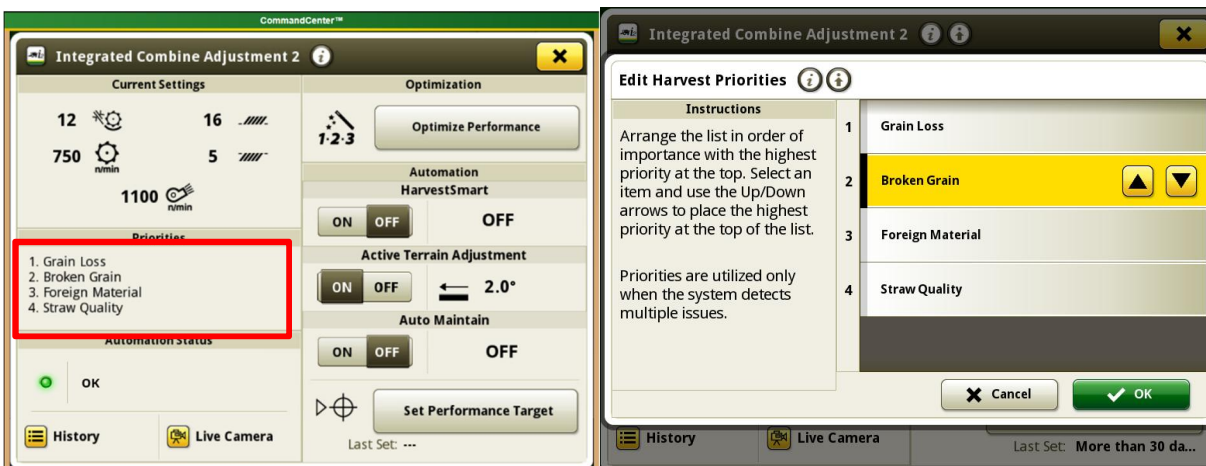 CommandCenter™
Integrated Combine Adjustment 2
Current Settings
12
16
750
n/min
5
1100
n/min
Priorities
1. Grain Loss
2. Broken Grain
3. Foreign Material
4. Straw Quality
Automation Status
OK
History
Live Camera
Optimization
1·2·3
Optimize Performance
Automation
HarvestSmart
ON OFF
OFF
Active Terrain Adjustment
ON OFF
2.0°
Auto Maintain
ON OFF
OFF
Set Performance Target
Last Set: ---
Integrated Combine Adjustment 2
Edit Harvest Priorities
Instructions
Arrange the list in order of
importance with the highest
priority at the top. Select an
item and use the Up/Down
arrows to place the highest
priority at the top of the list.
Priorities are utilized only
when the system detects
multiple issues.
1 Grain Loss
2 Broken Grain
3 Foreign Material
4 Straw Quality
Cancel
OK
History
Live Camera
Last Set: More than 30 da...